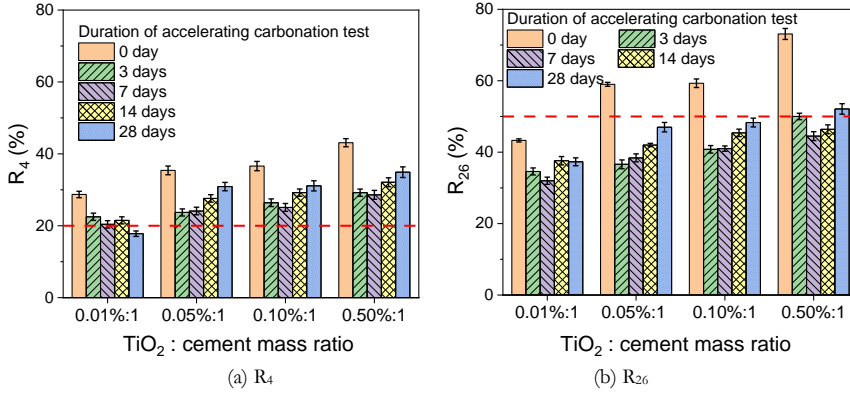 Duration of accelerating carbonation test
0 day
3 days
7 days
14 days
28 days
R4 (%)
80
60
40
20
0
0.01%:1 0.05%:1 0.10%:1 0.50%:1
TiO2 : cement mass ratio
(a) R4
Duration of accelerating carbonation test
0 day 3 days
7 days 14 days
28 days
R26 (%)
80
60
40
20
0
0.01%:1 0.05%:1 0.10%:1 0.50%:1
TiO2 : cement mass ratio
(b) R26